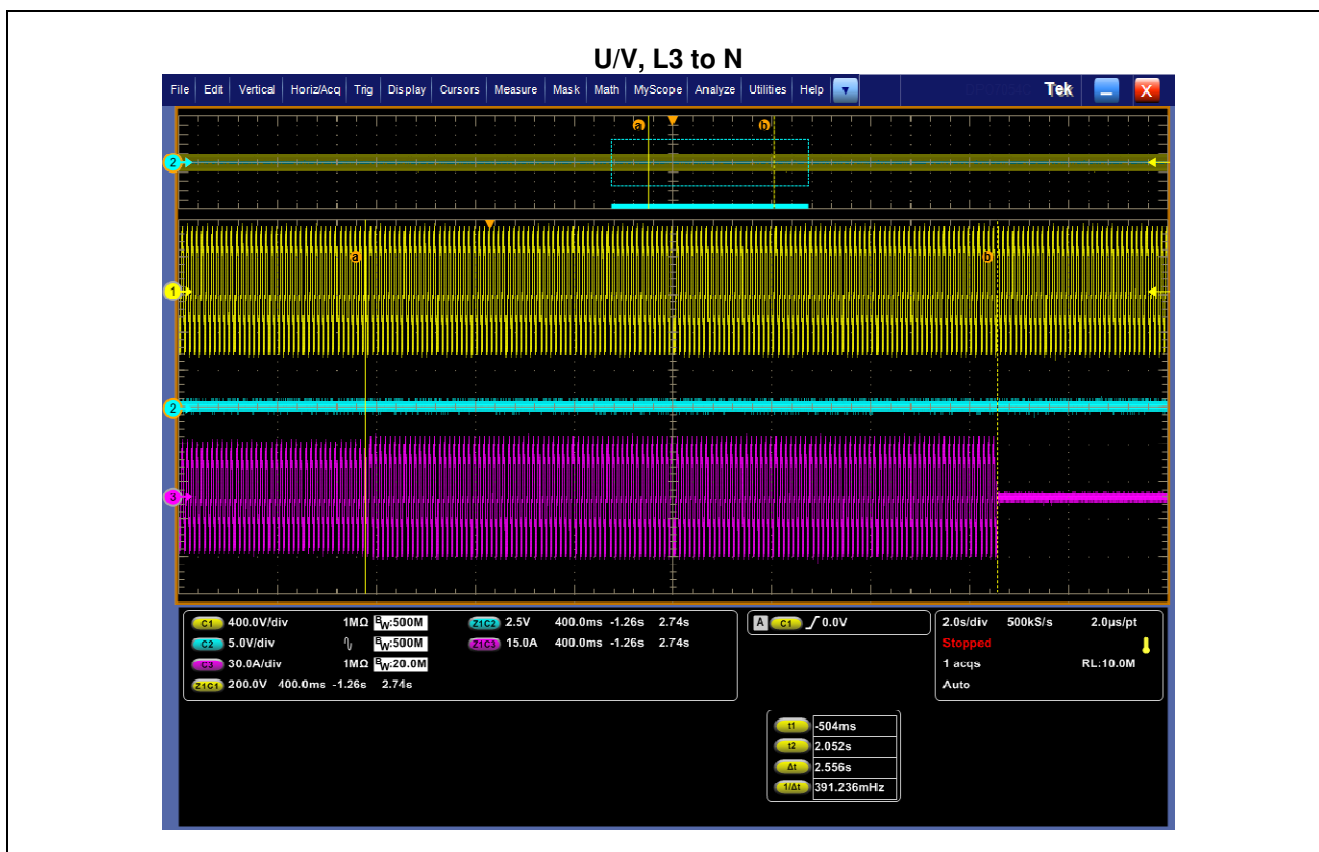 U/V, L3 to N
File Edit Vertical Horiz/Acq Trig Display Cursors Measure Mask Math MyScope Analyze Utilities Help Tek X
a b
2
a b
1
2
3
C1 400.0V/div 1MΩ BW:500M
C2 5.0V/div BW:500M
C3 30.0A/div 1MΩ BW:20.0M
Z1C1 200.0V 400.0ms -1.26s 2.74s
Z1C2 2.5V 400.0ms -1.26s 2.74s
Z1C3 15.0A 400.0ms -1.26s 2.74s
A C1 0.0V
2.0s/div 500kS/s 2.0µs/pt
Stopped
1 acqs RL:10.0M
Auto
t1 -504ms
t2 2.052s
Δt 2.556s
1/Δt 391.236mHz